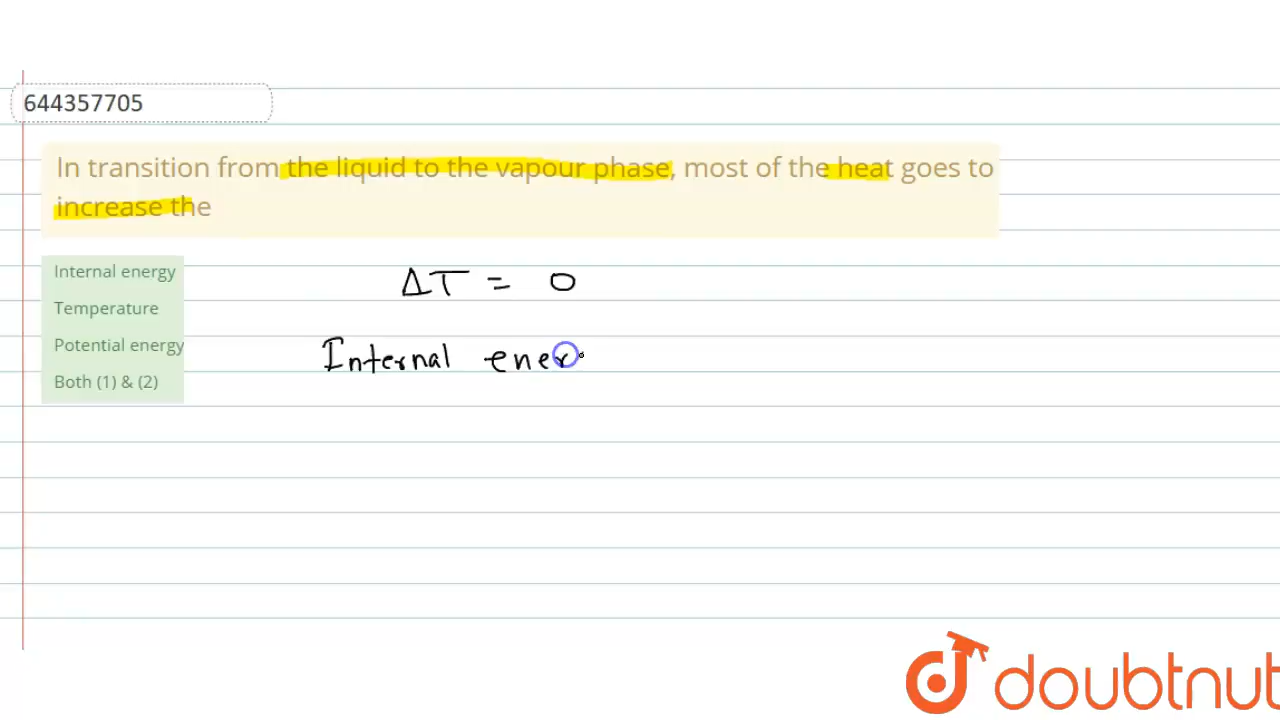 644357705
In transition from the liquid to the vapour phase, most of the heat goes to
increase the
Internal energy
Temperature
Potential energy
Both (1) & (2)
ΔT = 0
Internal ener
doubtnut